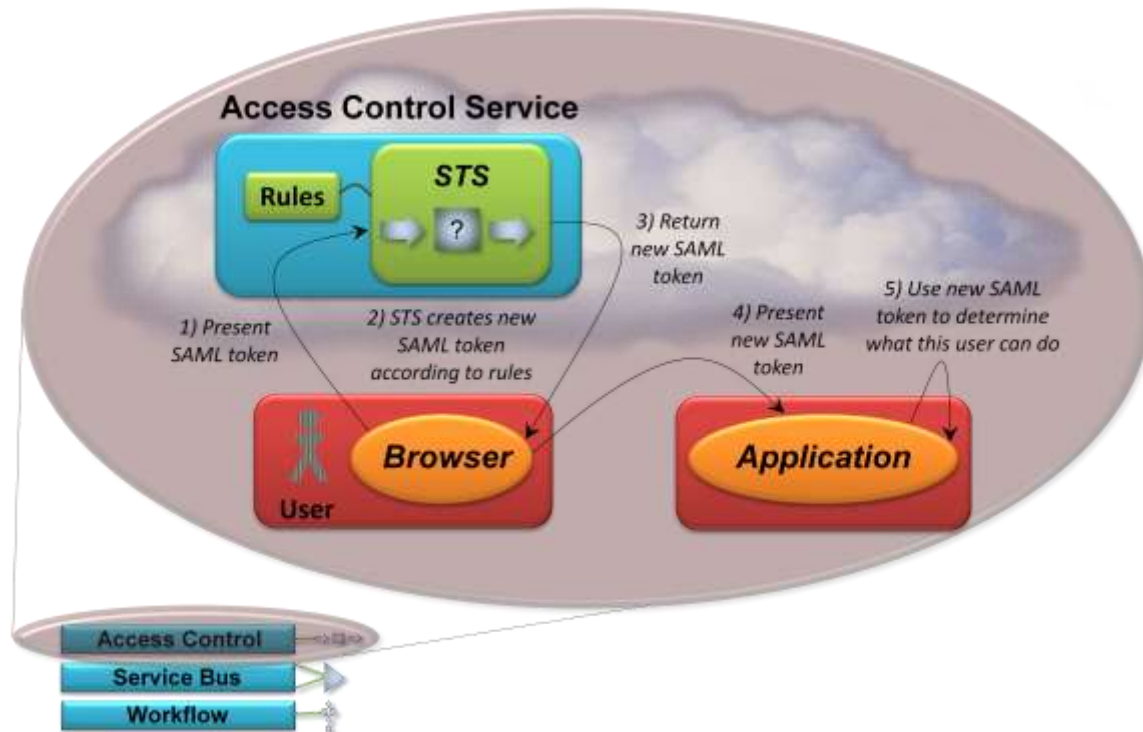 Access Control Service
STS
Rules
?
3) Return
new SAML
token
1) Present
SAML token
2) STS creates new
SAML token
according to rules
4) Present
new SAML
token
5) Use new SAML
token to determine
what this user can do
Browser
User
Application
Access Control
Service Bus
Workflow